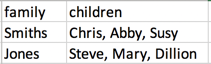 family children
Smiths Chris, Abby, Susy
Jones Steve, Mary, Dillion